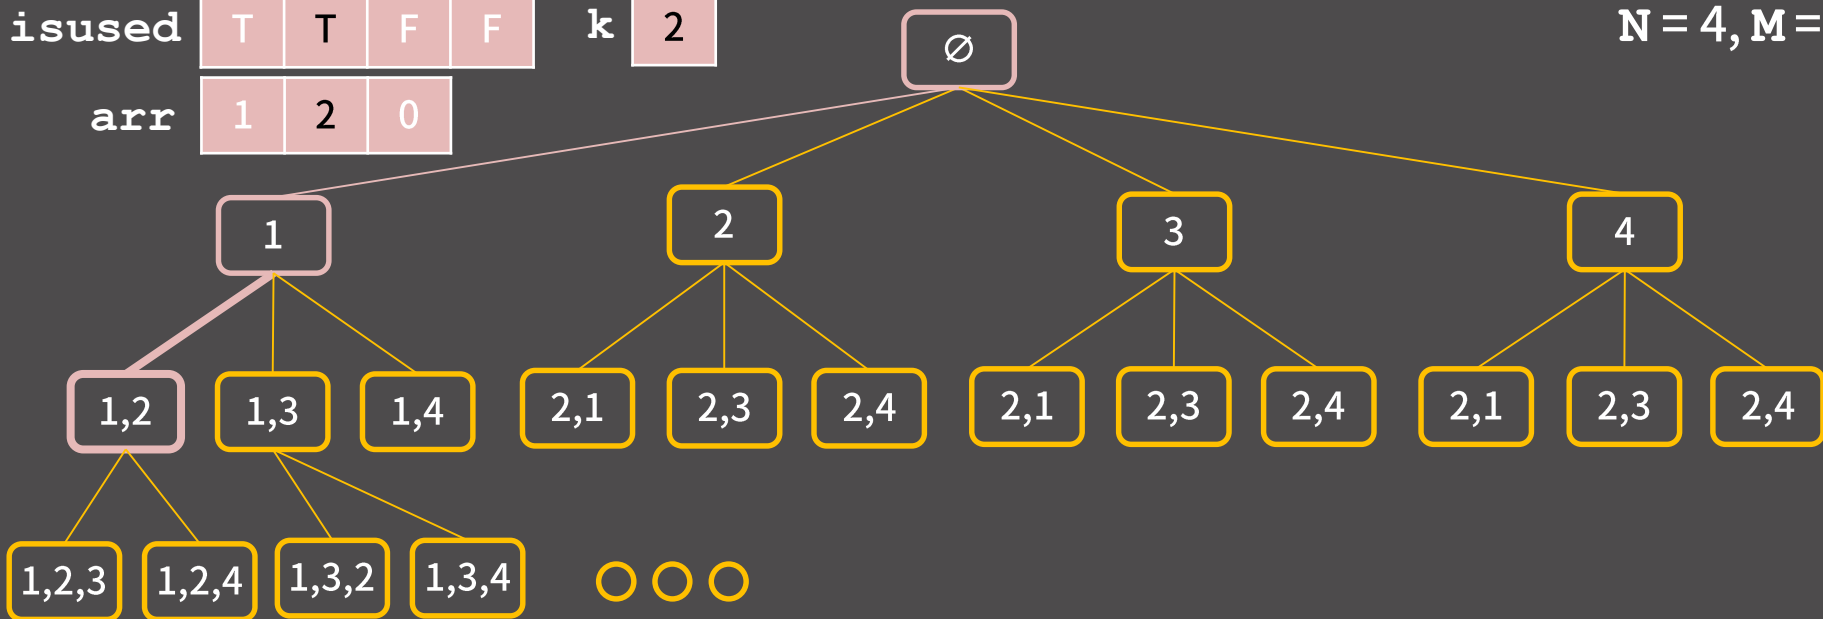 isused T T F F k 2 N = 4, M =
∅
arr 1 2 0
1 2 3 4
1,2 1,3 1,4 2,1 2,3 2,4 2,1 2,3 2,4 2,1 2,3 2,4
1,2,3 1,2,4 1,3,2 1,3,4